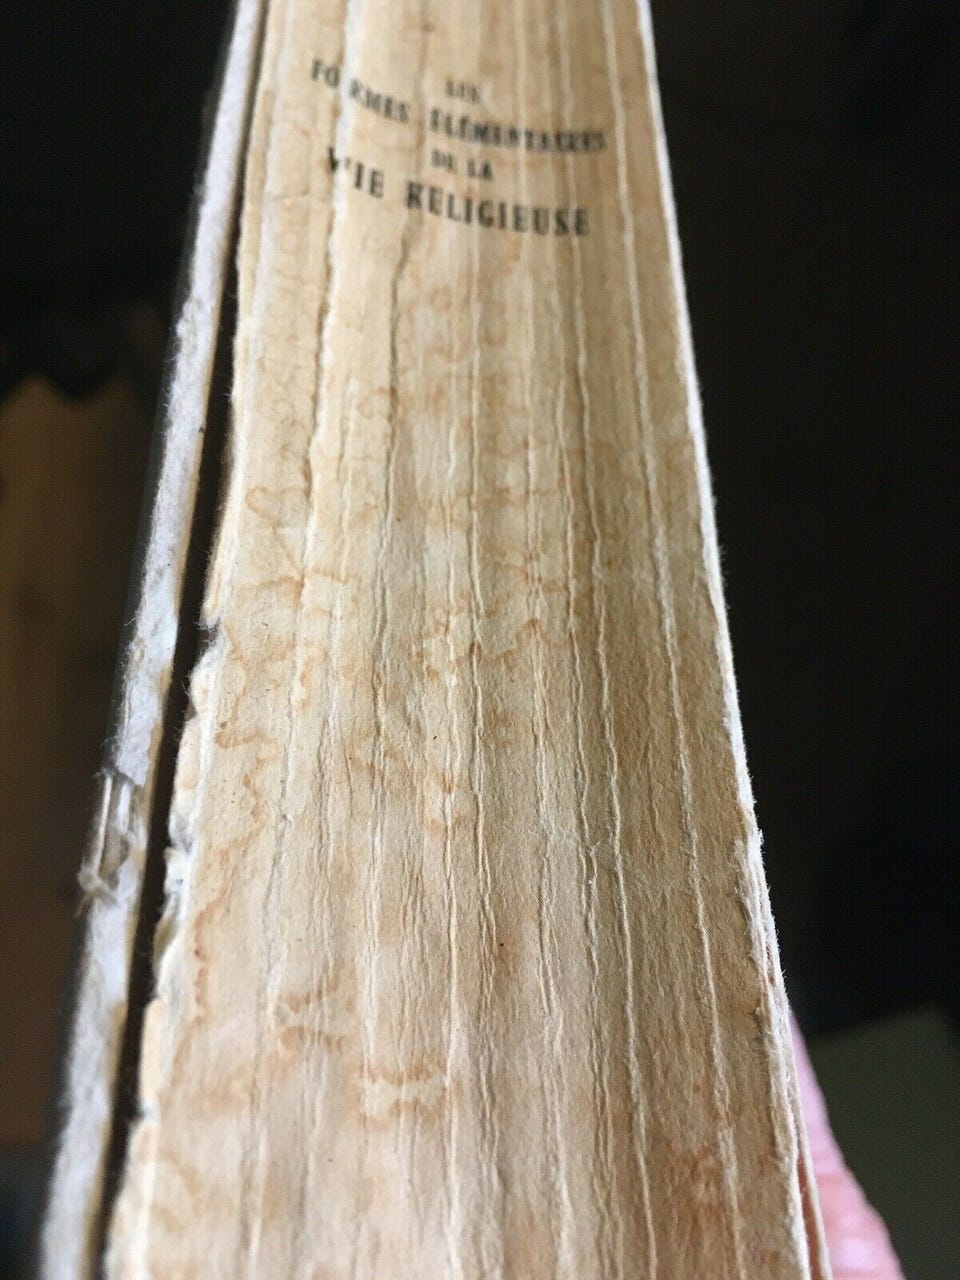 LES
FORMES ÉLÉMENTAIRES
DE LA
VIE RELIGIEUSE